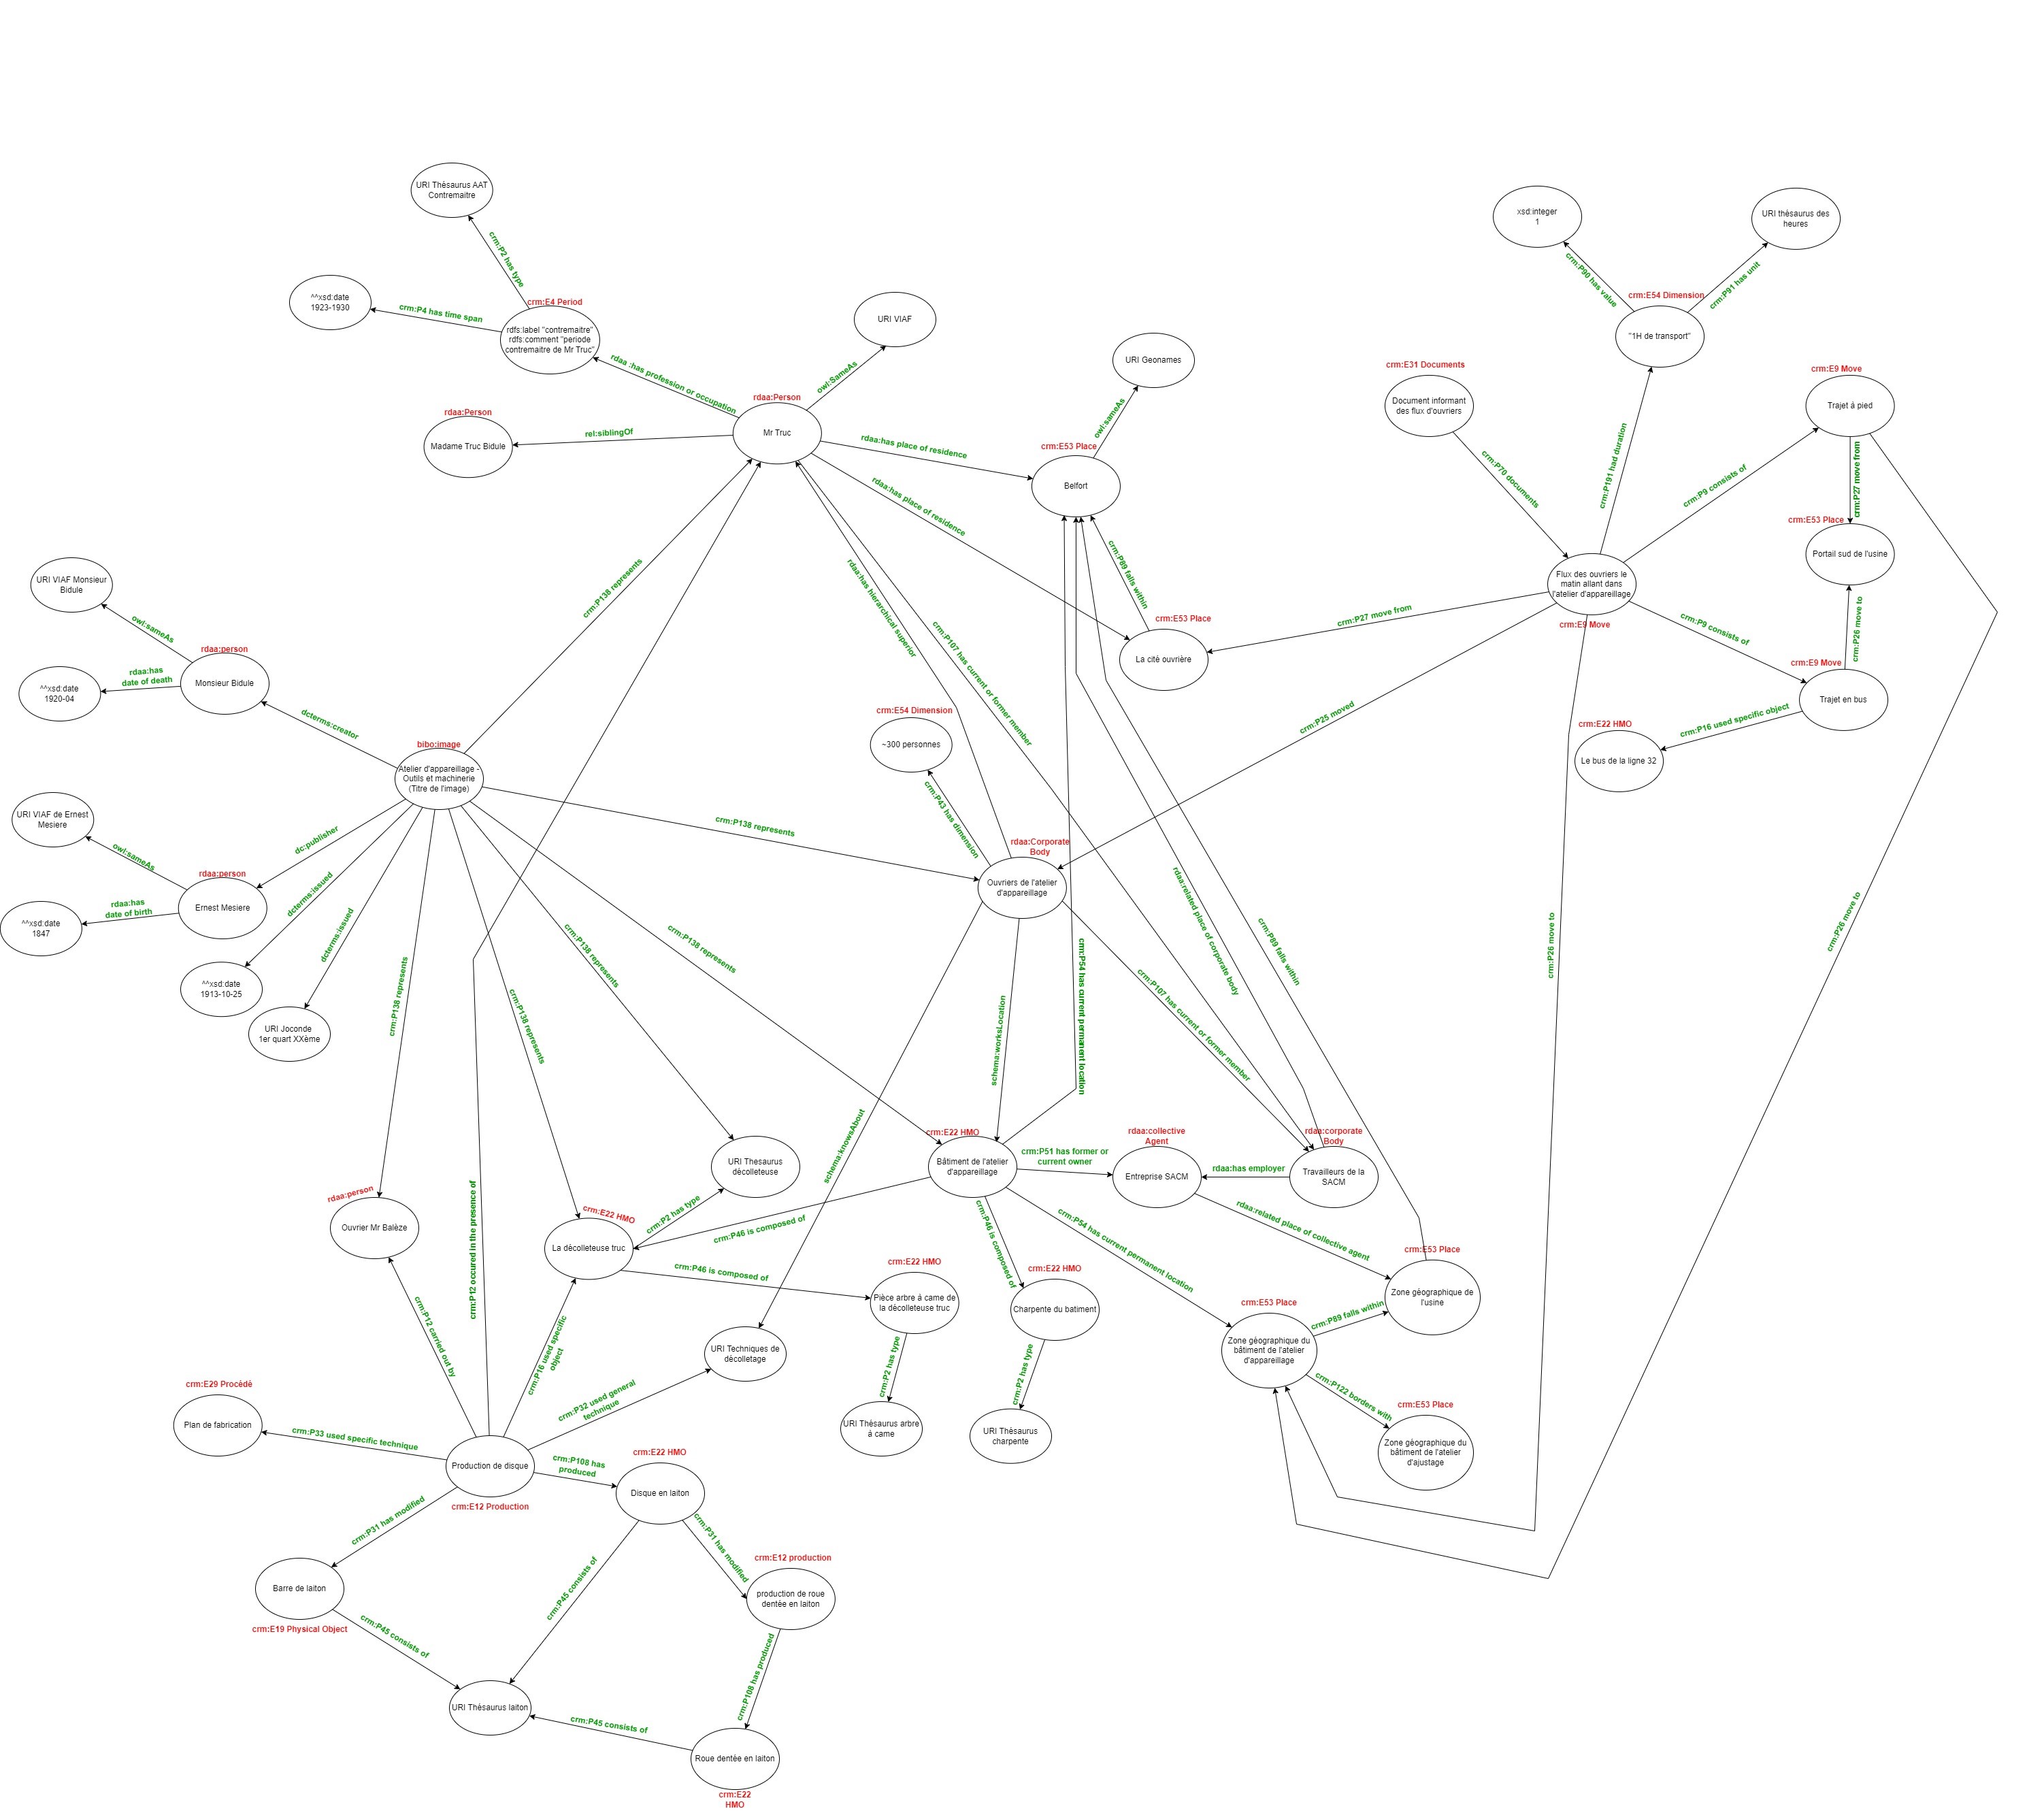 URI Thésaurus AAT
Contremaitre
crm:P2 has type
^^xsd:date
1923-1930
crm:P4 has time span
crm:E4 Period
rdfs:label "contremaitre"
rdfs:comment "periode
contremaitre de Mr Truc"
rdaa :has profession or occupation
URI VIAF
owl:SameAs
rdaa:Person
Mr Truc
rdaa:Person
Madame Truc Bidule
rel:siblingOf
URI Geonames
owl:sameAs
crm:E53 Place
Belfort
rdaa:has place of residence
rdaa:has place of residence
crm:P89 falls within
crm:E53 Place
La cité ouvrière
xsd:integer
1
URI thésaurus des
heures
crm:P90 has value
crm:P91 has unit
crm:E54 Dimension
"1H de transport"
crm:E31 Documents
Document informant
des flux d'ouvriers
crm:P70 documents
crm:P191 had duration
crm:P9 consists of
crm:E9 Move
Trajet à pied
crm:P27 move from
crm:E53 Place
Portail sud de l'usine
Flux des ouvriers le
matin allant dans
l'atelier d'appareillage
crm:E9 Move
crm:P27 move from
crm:P9 consists of
crm:P26 move to
crm:E9 Move
Trajet en bus
crm:P16 used specific object
crm:E22 HMO
Le bus de la ligne 32
crm:P25 moved
crm:P26 move to
crm:P26 move to
URI VIAF Monsieur
Bidule
owl:sameAs
rdaa:person
Monsieur Bidule
rdaa:has
date of death
^^xsd:date
1920-04
dcterms:creator
crm:P138 represents
rdaa:has hierarchical superior
crm:P107 has current or former member
bibo:image
Atelier d'appareillage -
Outils et machinerie
(Titre de l'image)
crm:E54 Dimension
~300 personnes
crm:P43 has dimension
crm:P138 represents
rdaa:Corporate
Body
Ouvriers de l'atelier
d'appareillage
URI VIAF de Ernest
Mesiere
owl:sameAs
dc:publisher
rdaa:person
Ernest Mesiere
rdaa:has
date of birth
^^xsd:date
1847
dcterms:issued
dcterms:issued
^^xsd:date
1913-10-25
URI Joconde
1er quart XXème
crm:P138 represents
crm:P138 represents
crm:P138 represents
crm:P138 represents
crm:P54 has current permanent location
rdaa:related place of corporate body
crm:P89 falls within
crm:P107 has current or former member
schema:worksLocation
schema:knowsAbout
URI Thesaurus
décolleteuse
crm:P2 has type
crm:E22 HMO
Bâtiment de l'atelier
d'appareillage
crm:P51 has former or
current owner
rdaa:collective
Agent
Entreprise SACM
rdaa:has employer
rdaa:corporate
Body
Travailleurs de la
SACM
rdaa:related place of collective agent
rdaa:person
Ouvrier Mr Balèze
crm:P12 occured in the presence of
crm:E22 HMO
La décolleteuse truc
crm:P46 is composed of
crm:P46 is composed of
crm:P46 is composed of
crm:P54 has current permanent location
crm:E53 Place
Zone géographique de
l'usine
crm:E22 HMO
Pièce arbre à came de
la décolleteuse truc
crm:E22 HMO
Charpente du batiment
crm:E53 Place
Zone géographique du
bâtiment de l'atelier
d'appareillage
crm:P89 falls within
crm:P122 borders with
crm:E53 Place
Zone géographique du
bâtiment de l'atelier
d'ajustage
crm:P2 has type
URI Thésaurus arbre
à came
crm:P2 has type
URI Thésaurus
charpente
crm:P12 carried out by
crm:P16 used specific
object
URI Techniques de
décolletage
crm:P32 used general
technique
crm:E29 Procédé
Plan de fabrication
crm:P33 used specific technique
Production de disque
crm:E12 Production
crm:P108 has
produced
crm:E22 HMO
Disque en laiton
crm:P31 has modified
crm:P31 has modified
crm:E12 production
production de roue
dentée en laiton
Barre de laiton
crm:E19 Physical Object
crm:P45 consists of
crm:P45 consists of
crm:P108 has produced
URI Thésaurus laiton
crm:P45 consists of
Roue dentée en laiton
crm:E22
HMO